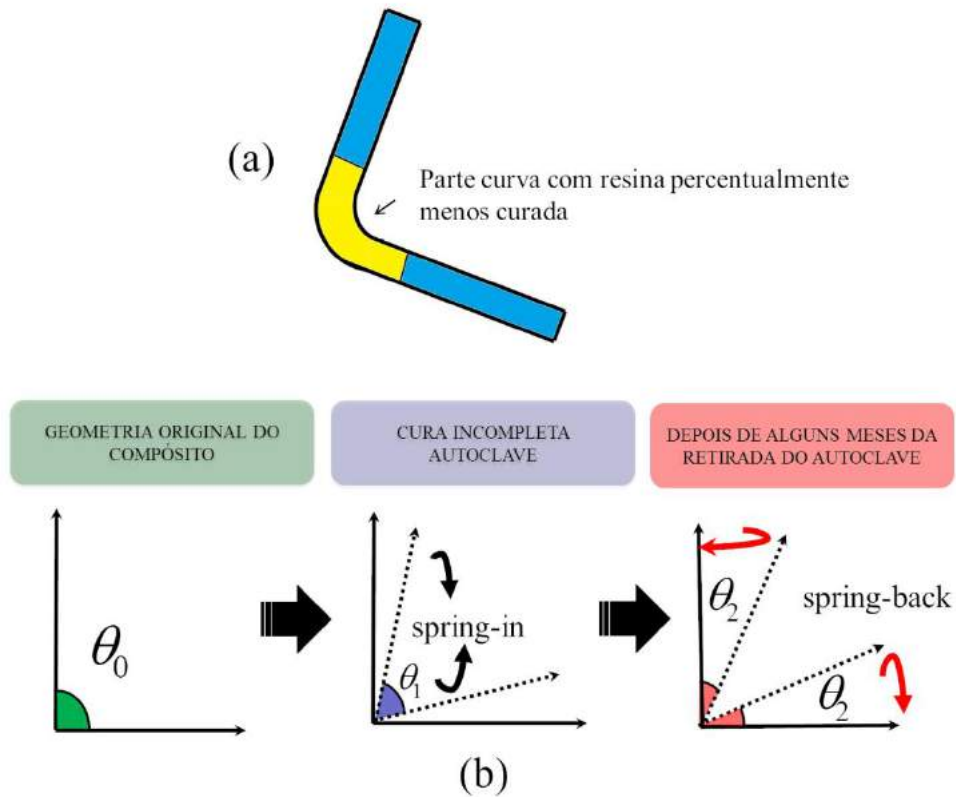 (a)
Parte curva com resina percentualmente
menos curada
GEOMETRIA ORIGINAL DO
COMPÓSITO
CURA INCOMPLETA
AUTOCLAVE
DEPOIS DE ALGUNS MESES DA
RETIRADA DO AUTOCLAVE
θ₀
spring-in
θ₁
θ₂
spring-back
θ₂
(b)